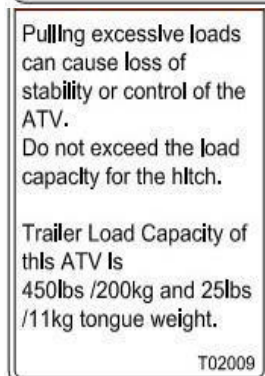 Pulling excessive loads
can cause loss of
stability or control of the
ATV.
Do not exceed the load
capacity for the hitch.
Trailer Load Capacity of
this ATV Is
450lbs /200kg and 25lbs
/11kg tongue weight.
T02009